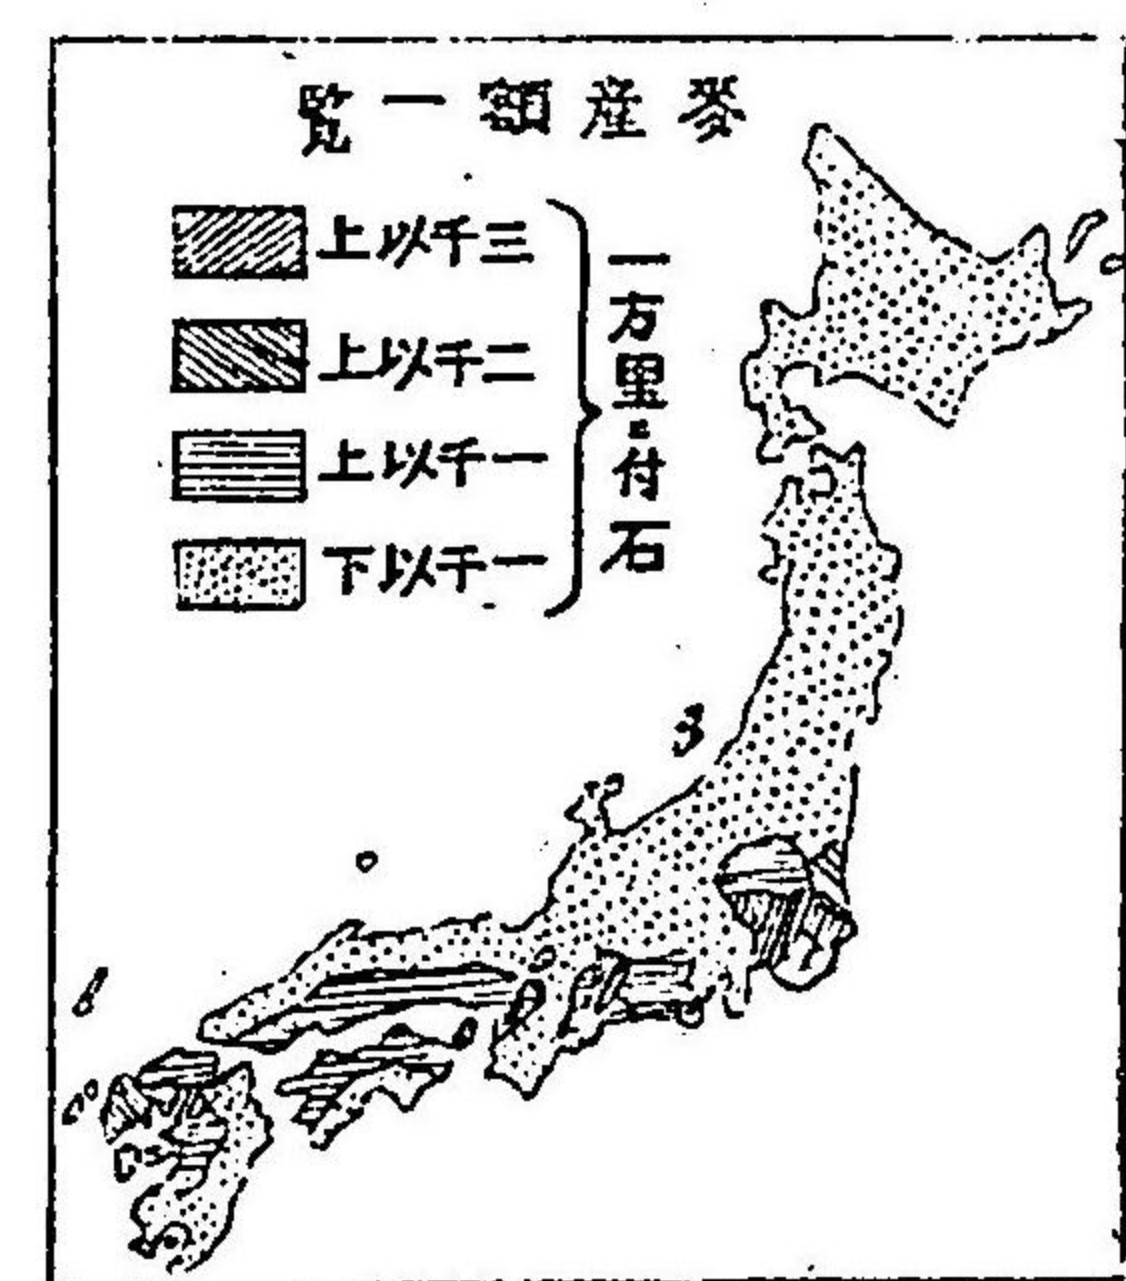 麥産額一覧
三千以上
二千以上
一千以上
一千以下
一方里ニ付石